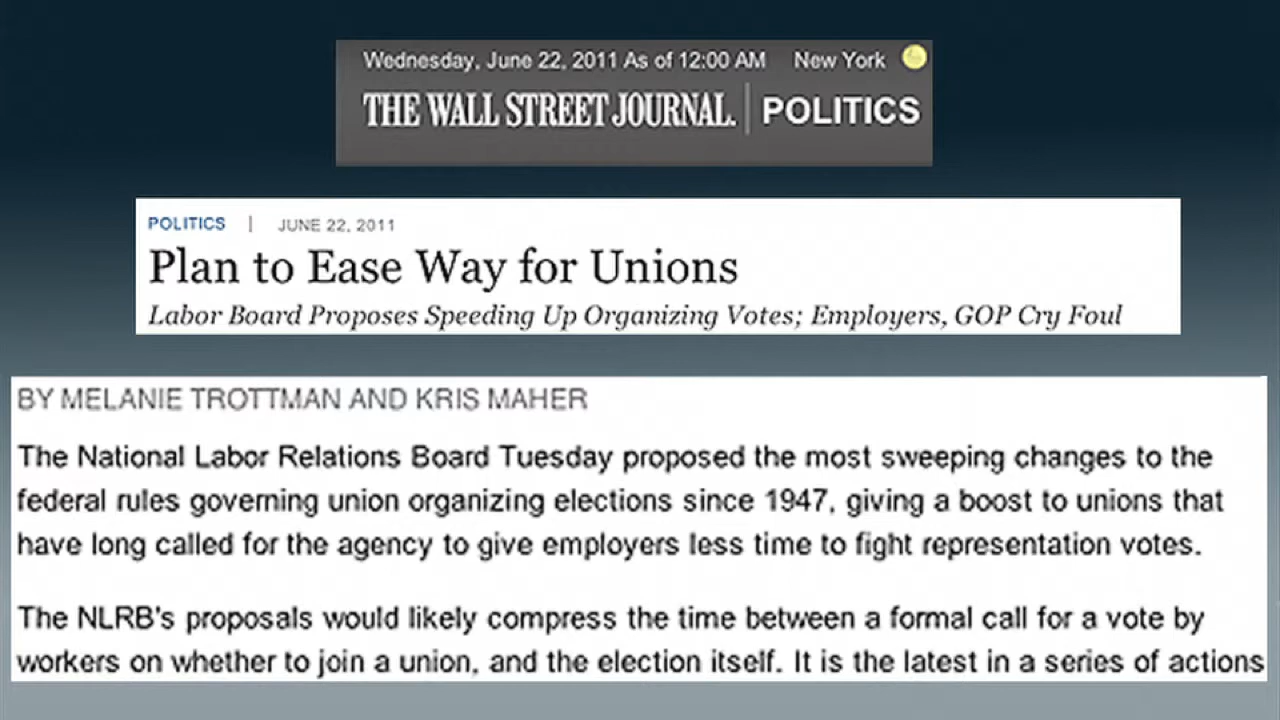 Wednesday, June 22, 2011 As of 12:00 AM New York
THE WALL STREET JOURNAL. POLITICS
POLITICS | JUNE 22, 2011
Plan to Ease Way for Unions
Labor Board Proposes Speeding Up Organizing Votes; Employers, GOP Cry Foul
BY MELANIE TROTTMAN AND KRIS MAHER
The National Labor Relations Board Tuesday proposed the most sweeping changes to the
federal rules governing union organizing elections since 1947, giving a boost to unions that
have long called for the agency to give employers less time to fight representation votes.
The NLRB's proposals would likely compress the time between a formal call for a vote by
workers on whether to join a union, and the election itself. It is the latest in a series of actions